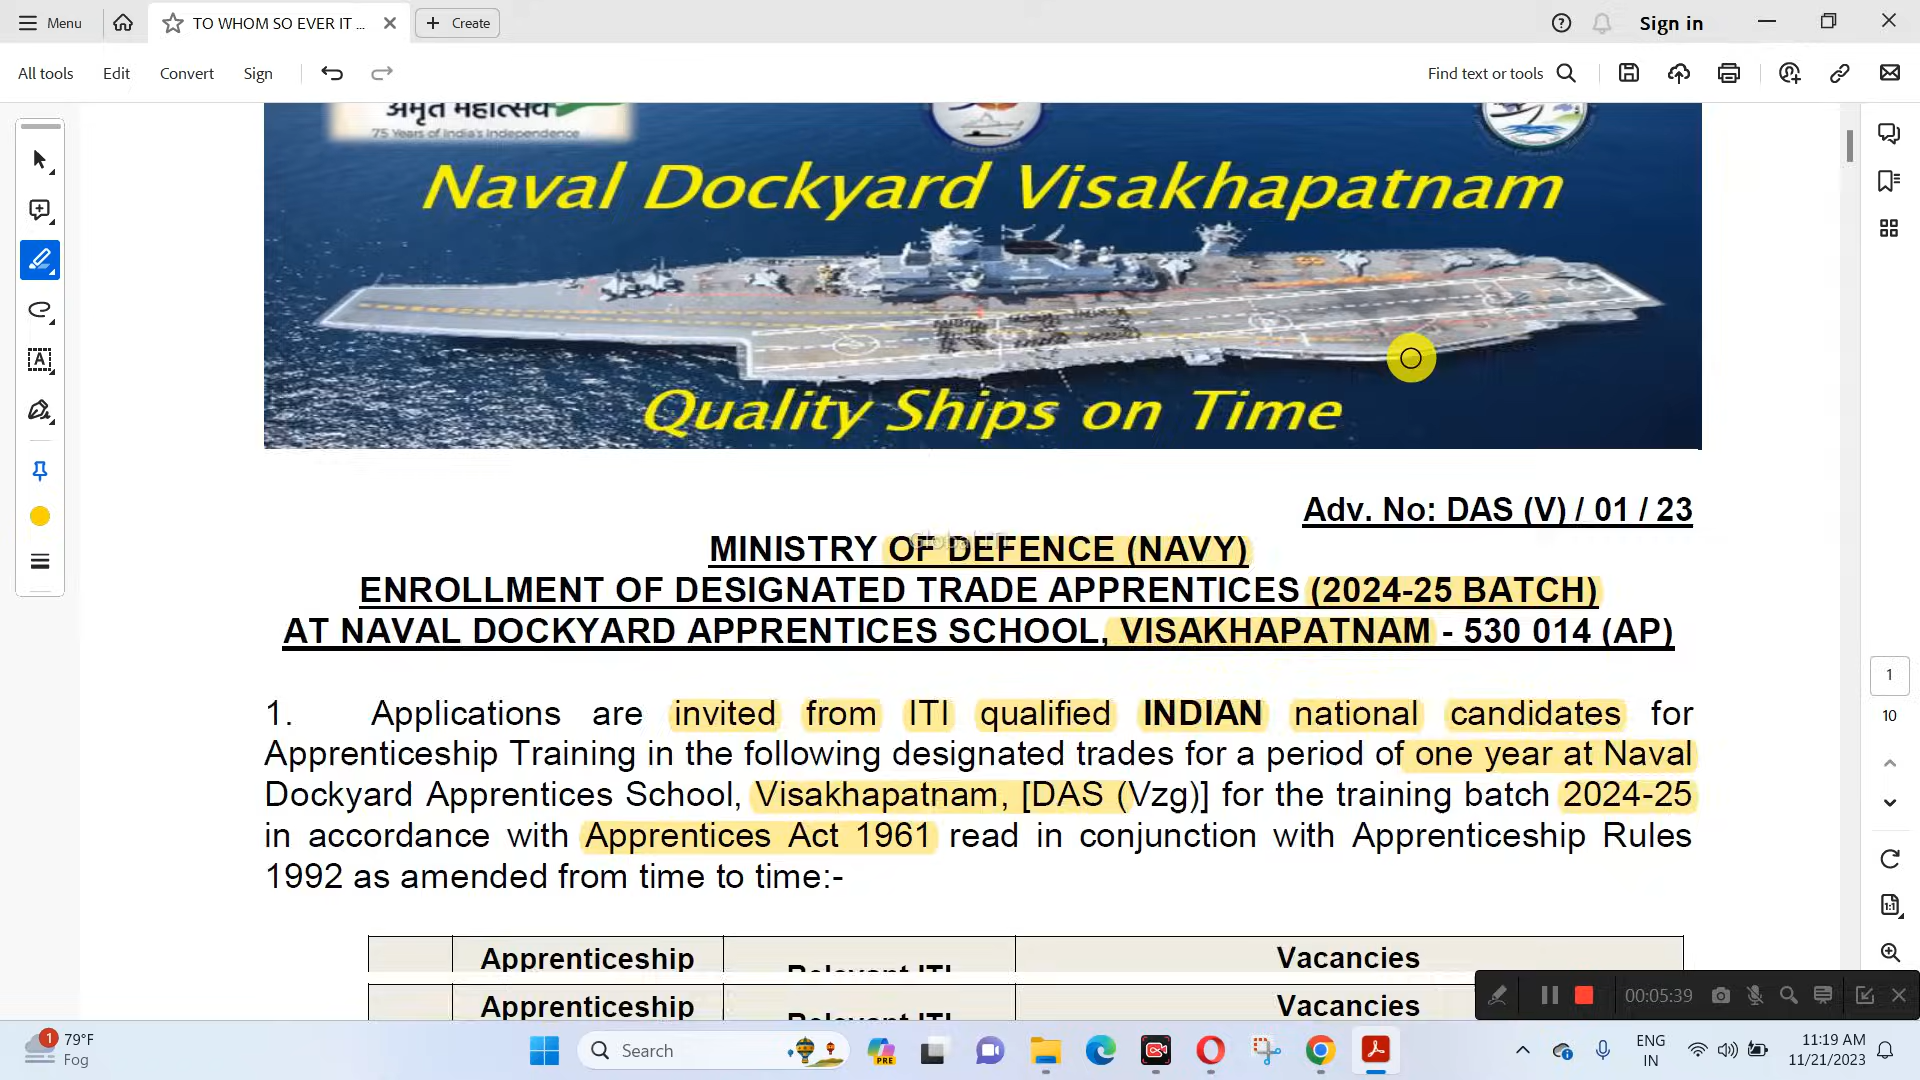 Menu
TO WHOM SO EVER IT ...
Create
Sign in
All tools
Edit
Convert
Sign
Find text or tools
अमृत महोत्सव
75 Years of India's Independence
Naval Dockyard Visakhapatnam
Quality Ships on Time
Adv. No: DAS (V) / 01 / 23
MINISTRY OF DEFENCE (NAVY)
ENROLLMENT OF DESIGNATED TRADE APPRENTICES (2024-25 BATCH)
AT NAVAL DOCKYARD APPRENTICES SCHOOL, VISAKHAPATNAM - 530 014 (AP)
1. Applications are invited from ITI qualified INDIAN national candidates for
Apprenticeship Training in the following designated trades for a period of one year at Naval
Dockyard Apprentices School, Visakhapatnam, [DAS (Vzg)] for the training batch 2024-25
in accordance with Apprentices Act 1961 read in conjunction with Apprenticeship Rules
1992 as amended from time to time:-
Apprenticeship
Relevant ITI
Vacancies
Apprenticeship
Relevant ITI
Vacancies
1
10
00:05:39
1
79°F
Fog
Search
PRE
ENG
IN
11:19 AM
11/21/2023